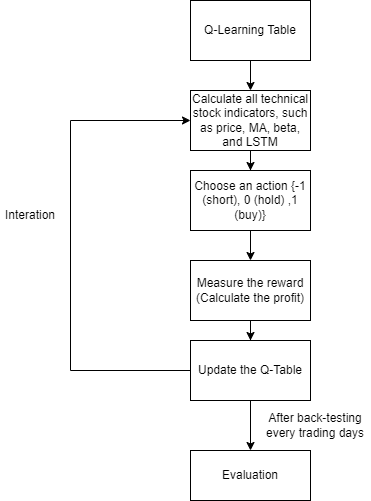 Q-Learning Table
Calculate all technical
stock indicators, such
as price, MA, beta,
and LSTM
Choose an action {-1
(short), 0 (hold) ,1
(buy)}
Interation
Measure the reward
(Calculate the profit)
Update the Q-Table
After back-testing
every trading days
Evaluation